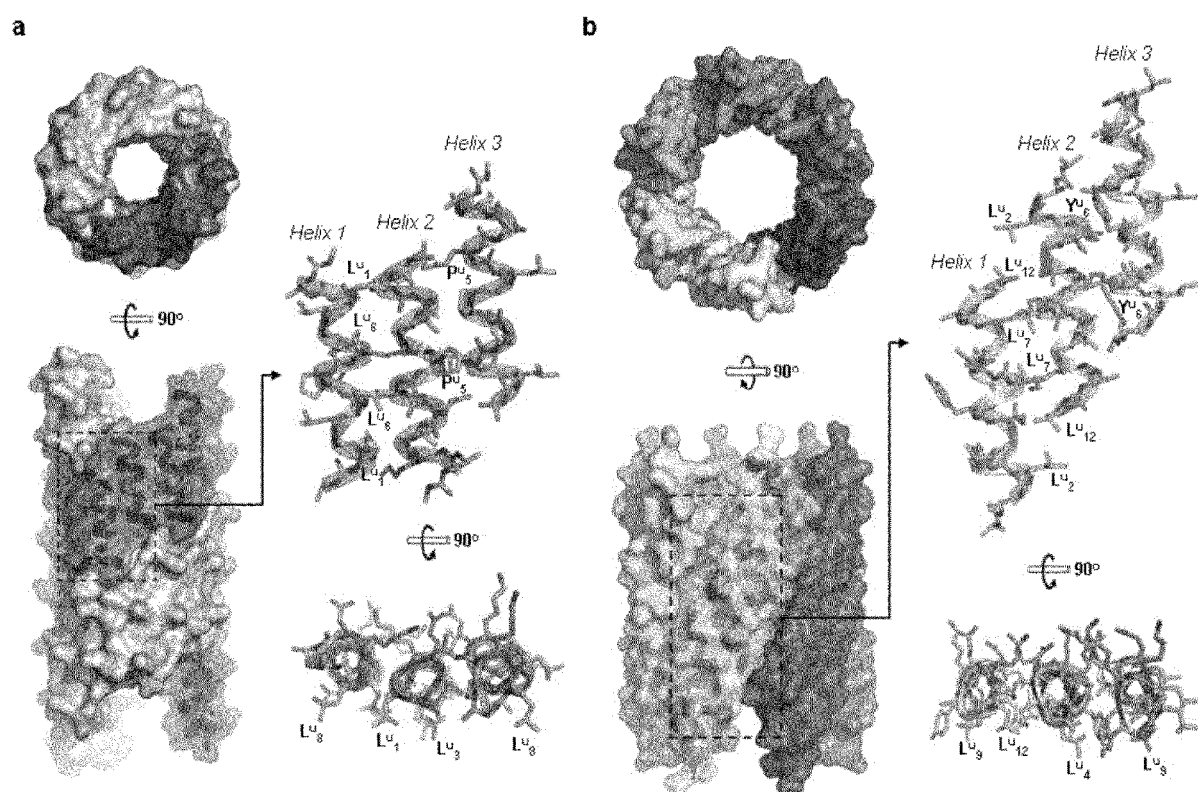 a
b
Helix 3
Helix 3
Helix 2
Helix 1
Helix 2
Lᵘ₁
Pᵘ₅
Lᵘ₂
Yᵘ₆
Helix 1
Lᵘ₁₂
90°
Lᵘ₈
Yᵘ₆
Lᵘ₇
Lᵘ₇
90°
Pᵘ₅
Lᵘ₈
Lᵘ₁₂
Lᵘ₁
Lᵘ₂
90°
90°
Lᵘ₈
Lᵘ₁
Lᵘ₃
Lᵘ₈
Lᵘ₉
Lᵘ₁₂
Lᵘ₄
Lᵘ₉